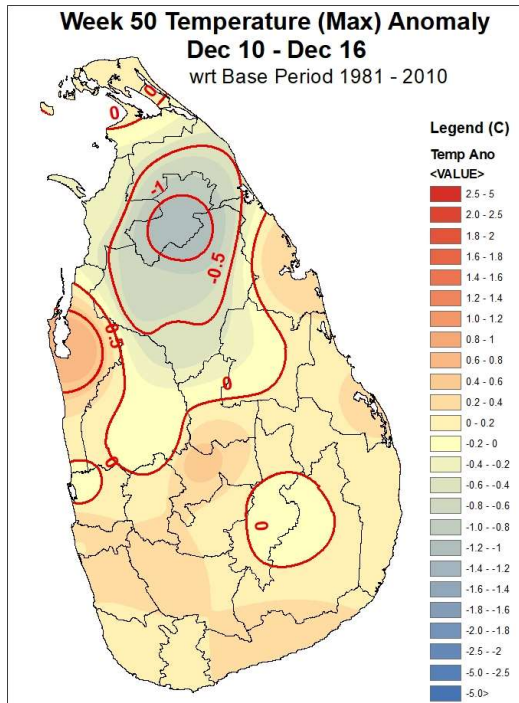 Week 50 Temperature (Max) Anomaly
Dec 10 - Dec 16
wrt Base Period 1981 - 2010
Legend (C)
Temp Ano
<VALUE>
2.5 - 5
2.0 - 2.5
1.8 - 2
1.6 - 1.8
1.4 - 1.6
1.2 - 1.4
1.0 - 1.2
0.8 - 1
0.6 - 0.8
0.4 - 0.6
0.2 - 0.4
0 - 0.2
-0.2 - 0
-0.4 - -0.2
-0.6 - -0.4
-0.8 - -0.6
-1.0 - -0.8
-1.2 - -1
-1.4 - -1.2
-1.6 - -1.4
-1.8 - -1.6
-2.0 - -1.8
-2.5 - -2
-5.0 - -2.5
-5.0>
0
-1
-0.5
0.5
0
0
0